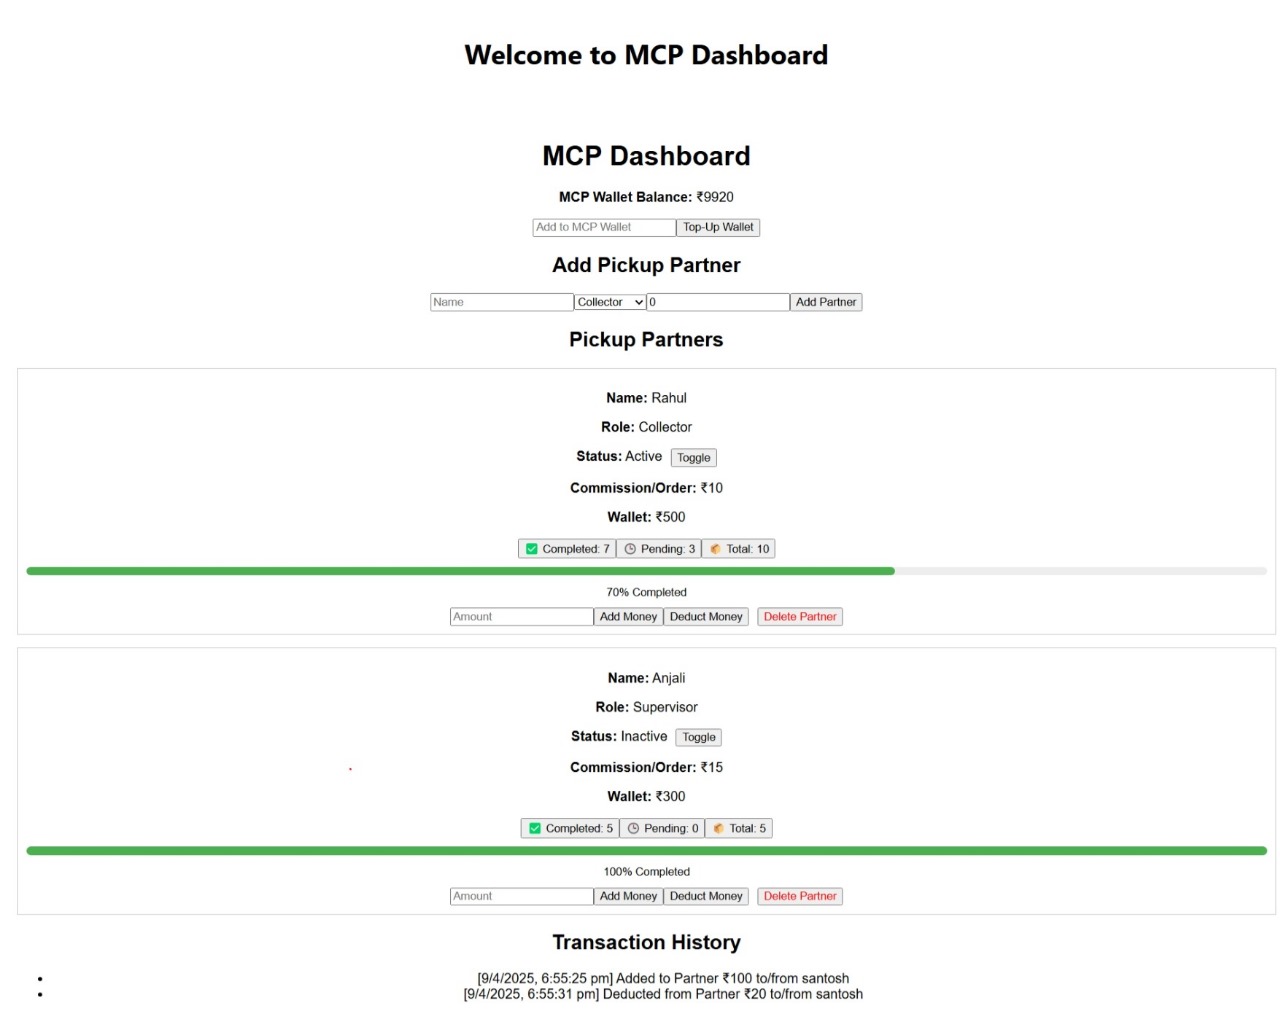 Welcome to MCP Dashboard
MCP Dashboard
MCP Wallet Balance: ₹9920
Add to MCP Wallet Top-Up Wallet
Add Pickup Partner
Name Collector 0 Add Partner
Pickup Partners
Name: Rahul
Role: Collector
Status: Active Toggle
Commission/Order: ₹10
Wallet: ₹500
✅ Completed: 7 🕒 Pending: 3 📦 Total: 10
70% Completed
Amount Add Money Deduct Money Delete Partner
Name: Anjali
Role: Supervisor
Status: Inactive Toggle
Commission/Order: ₹15
Wallet: ₹300
✅ Completed: 5 🕒 Pending: 0 📦 Total: 5
100% Completed
Amount Add Money Deduct Money Delete Partner
Transaction History
• [9/4/2025, 6:55:25 pm] Added to Partner ₹100 to/from santosh
• [9/4/2025, 6:55:31 pm] Deducted from Partner ₹20 to/from santosh